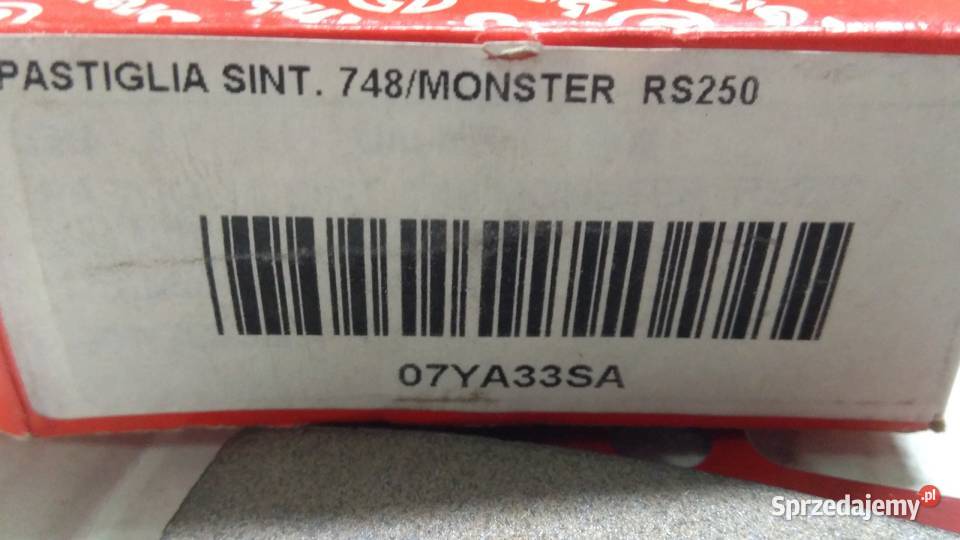 PASTIGLIA SINT. 748/MONSTER RS250
07YA33SA
Sprzedajemy.pl